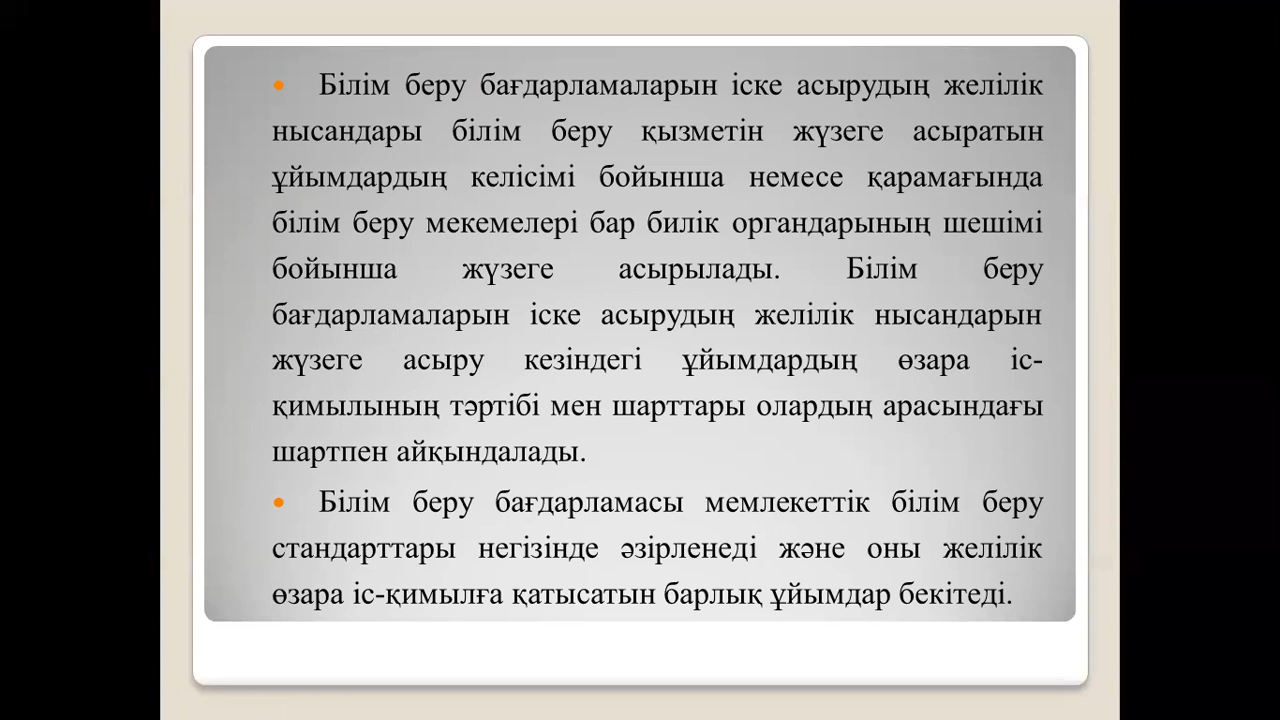 • Білім беру бағдарламаларын іске асырудың желілік
нысандары білім беру қызметін жүзеге асыратын
ұйымдардың келісімі бойынша немесе қарамағында
білім беру мекемелері бар билік органдарының шешімі
бойынша жүзеге асырылады. Білім беру
бағдарламаларын іске асырудың желілік нысандарын
жүзеге асыру кезіндегі ұйымдардың өзара іс-
қимылының тәртібі мен шарттары олардың арасындағы
шартпен айқындалады.
• Білім беру бағдарламасы мемлекеттік білім беру
стандарттары негізінде әзірленеді және оны желілік
өзара іс-қимылға қатысатын барлық ұйымдар бекітеді.